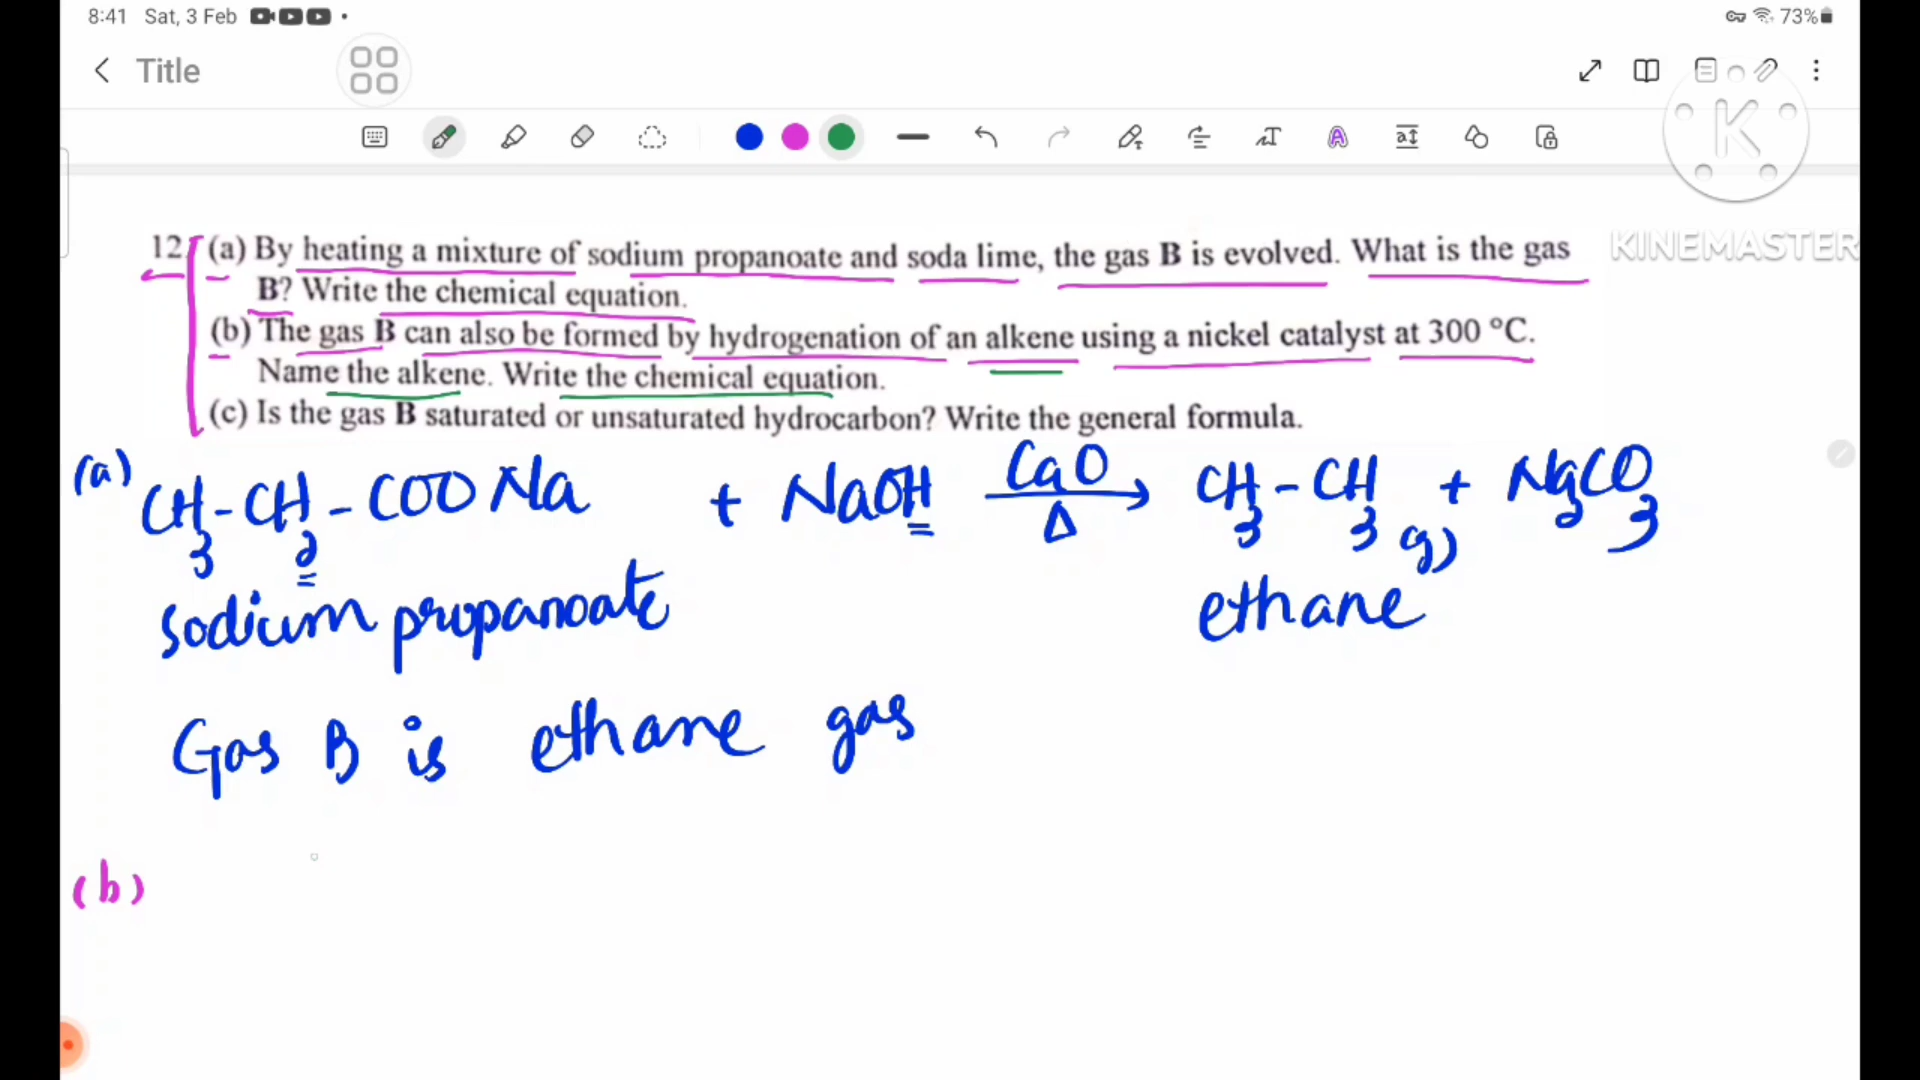 8:41 Sat, 3 Feb 73%
Title
K
KINEMASTER
12. (a) By heating a mixture of sodium propanoate and soda lime, the gas B is evolved. What is the gas
B? Write the chemical equation.
(b) The gas B can also be formed by hydrogenation of an alkene using a nickel catalyst at 300 °C.
Name the alkene. Write the chemical equation.
(c) Is the gas B saturated or unsaturated hydrocarbon? Write the general formula.
(a) CH₃-CH₂-COONa + NaOH CaO Δ → CH₃-CH₃ g) + Na₂CO₃
sodium propanoate ethane
Gas B is ethane gas
(b)